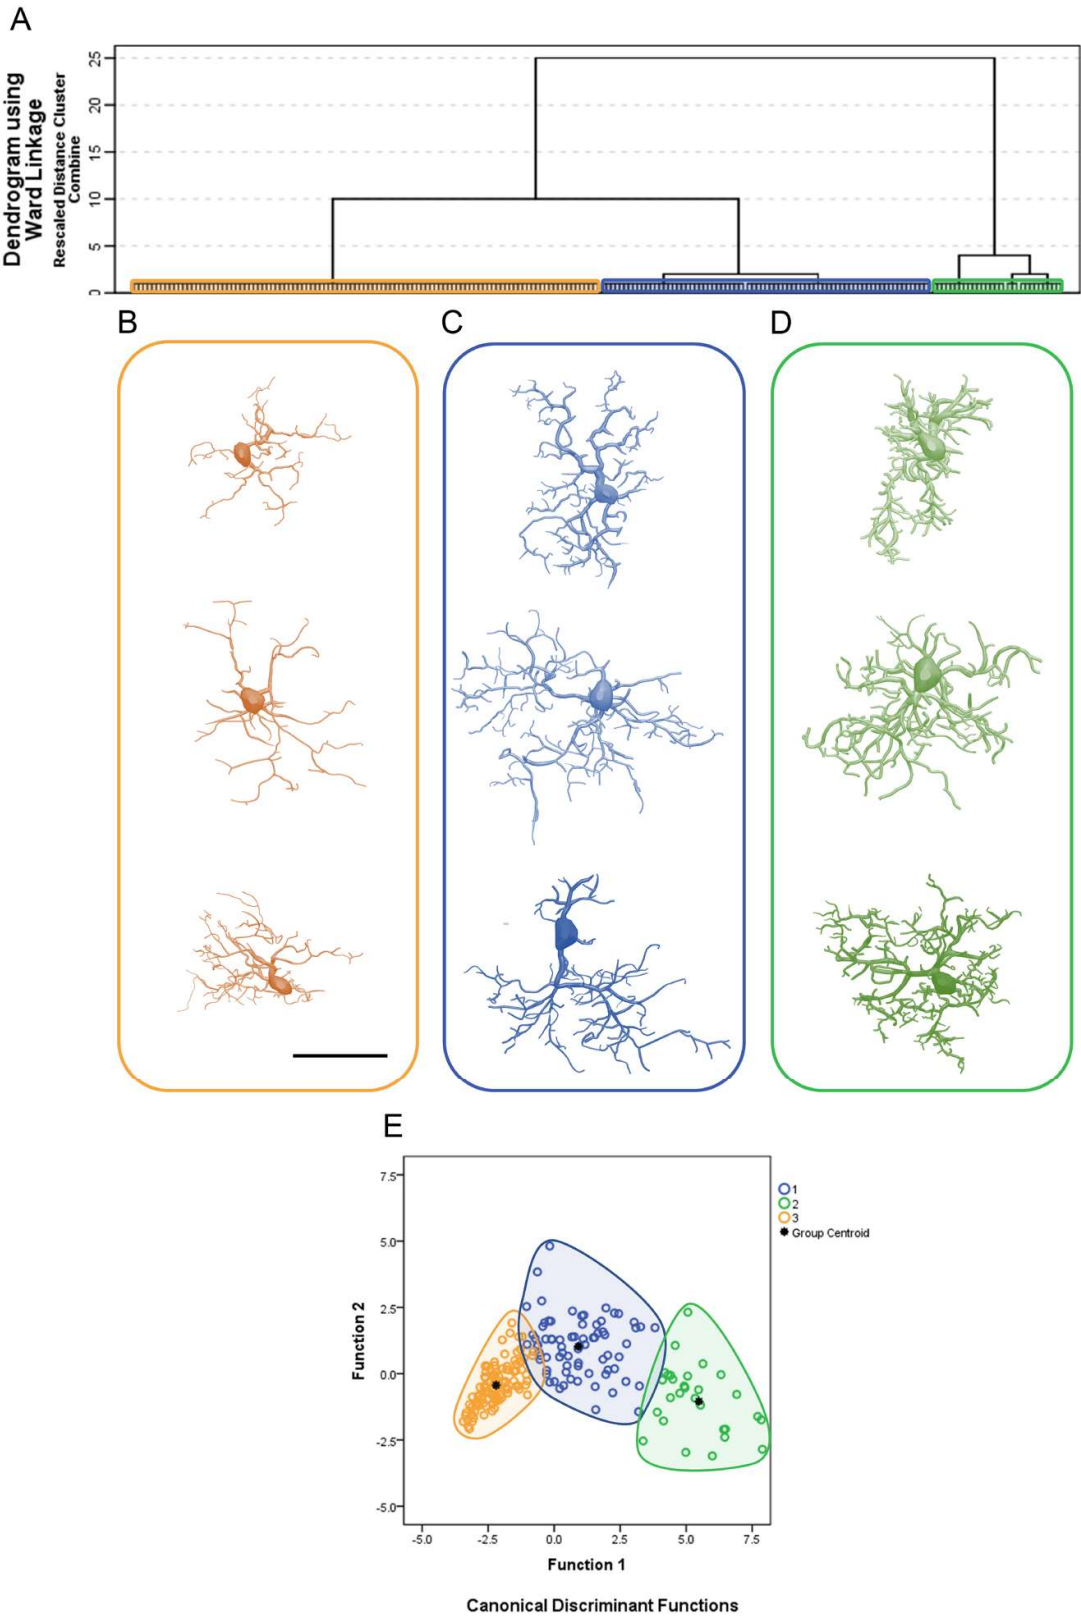 A
Dendrogram using
Ward Linkage
Rescaled Distance Cluster
Combine
25
20
15
10
5
0
B
C
D
E
Function 2
7.5
5.0
2.5
0.0
-2.5
-5.0
-5.0
-2.5
0.0
2.5
5.0
7.5
Function 1
1
2
3
Group Centroid
Canonical Discriminant Functions